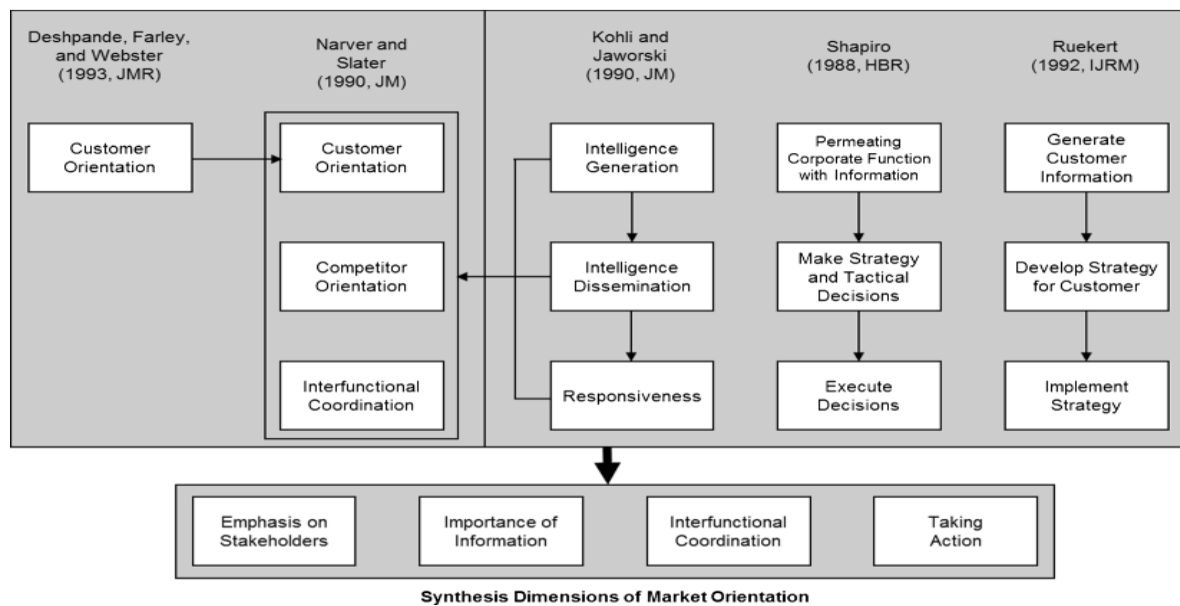 Deshpande, Farley,
and Webster
(1993, JMR)
Narver and
Slater
(1990, JM)
Kohli and
Jaworski
(1990, JM)
Shapiro
(1988, HBR)
Ruekert
(1992, IJRM)
Customer
Orientation
Customer
Orientation
Intelligence
Generation
Permeating
Corporate Function
with Information
Generate
Customer
Information
Competitor
Orientation
Intelligence
Dissemination
Make Strategy
and Tactical
Decisions
Develop Strategy
for Customer
Interfunctional
Coordination
Responsiveness
Execute
Decisions
Implement
Strategy
Emphasis on
Stakeholders
Importance of
Information
Interfunctional
Coordination
Taking
Action
Synthesis Dimensions of Market Orientation